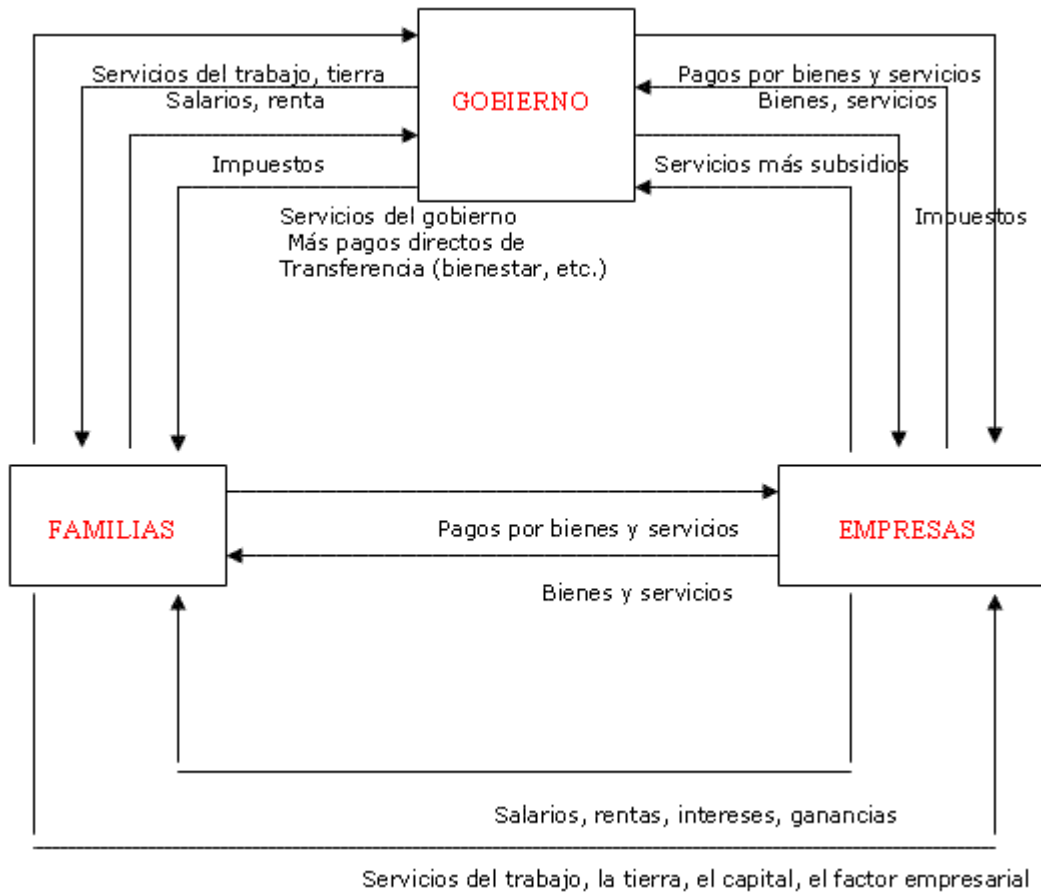 Servicios del trabajo, tierra
Salarios, renta
GOBIERNO
Pagos por bienes y servicios
Bienes, servicios
Impuestos
Servicios más subsidios
Servicios del gobierno
Más pagos directos de
Transferencia (bienestar, etc.)
Impuestos
FAMILIAS
Pagos por bienes y servicios
EMPRESAS
Bienes y servicios
Salarios, rentas, intereses, ganancias
Servicios del trabajo, la tierra, el capital, el factor empresarial